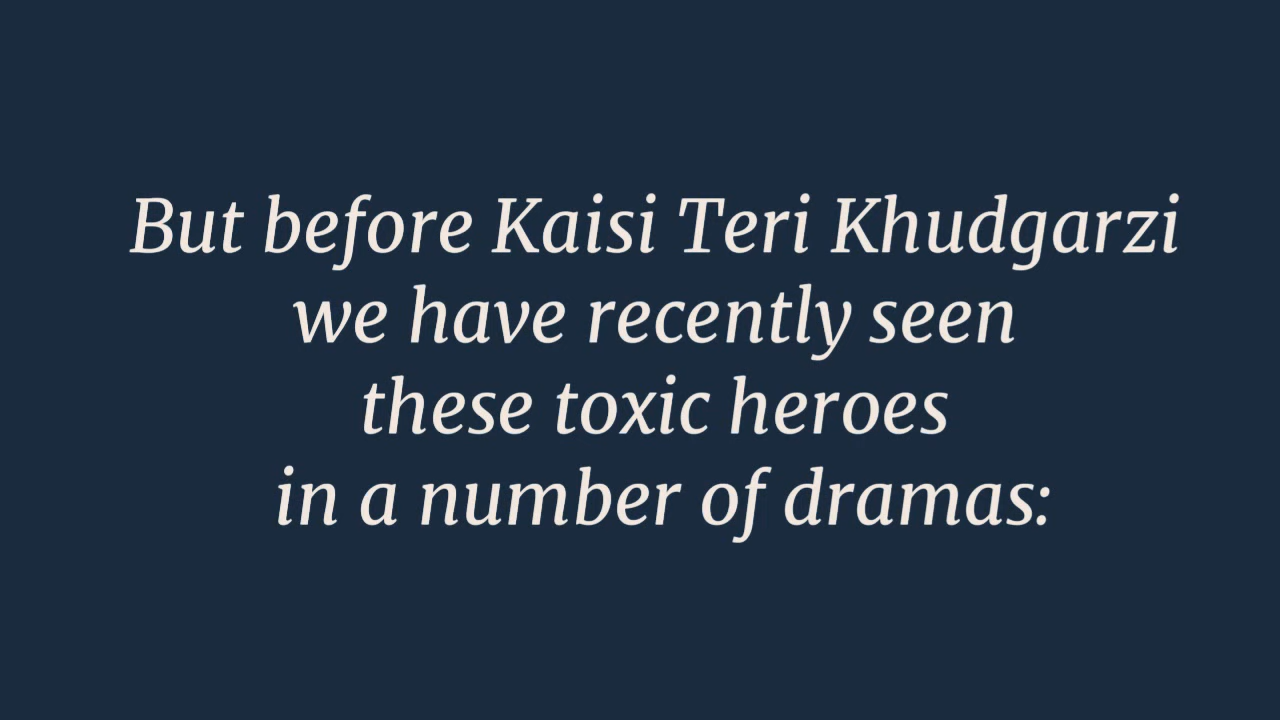 But before Kaisi Teri Khudgarzi
we have recently seen
these toxic heroes
in a number of dramas: